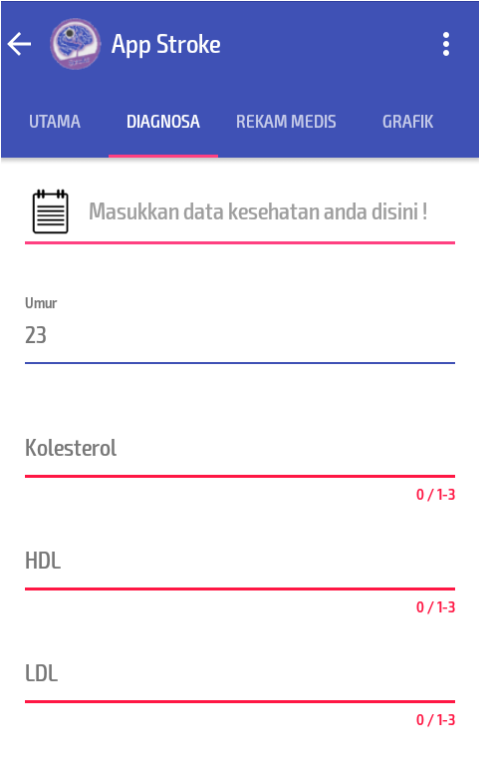 App Stroke
UTAMA DIAGNOSA REKAM MEDIS GRAFIK
Masukkan data kesehatan anda disini !
Umur
23
Kolesterol
0 / 1-3
HDL
0 / 1-3
LDL
0 / 1-3